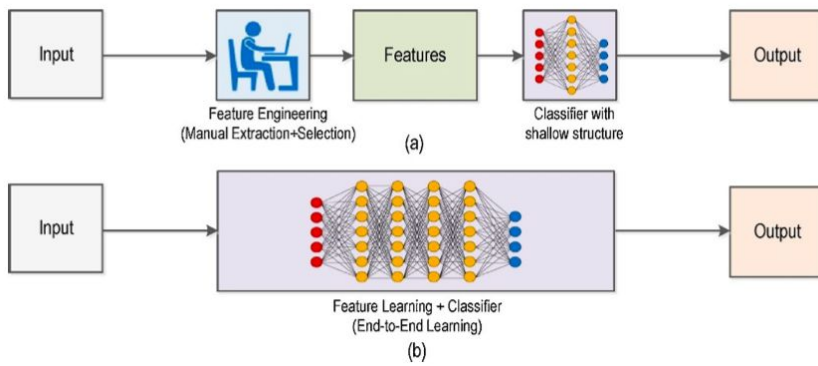 Input
Features
Output
Feature Engineering
(Manual Extraction+Selection)
Classifier with
shallow structure
(a)
Input
Output
Feature Learning + Classifier
(End-to-End Learning)
(b)